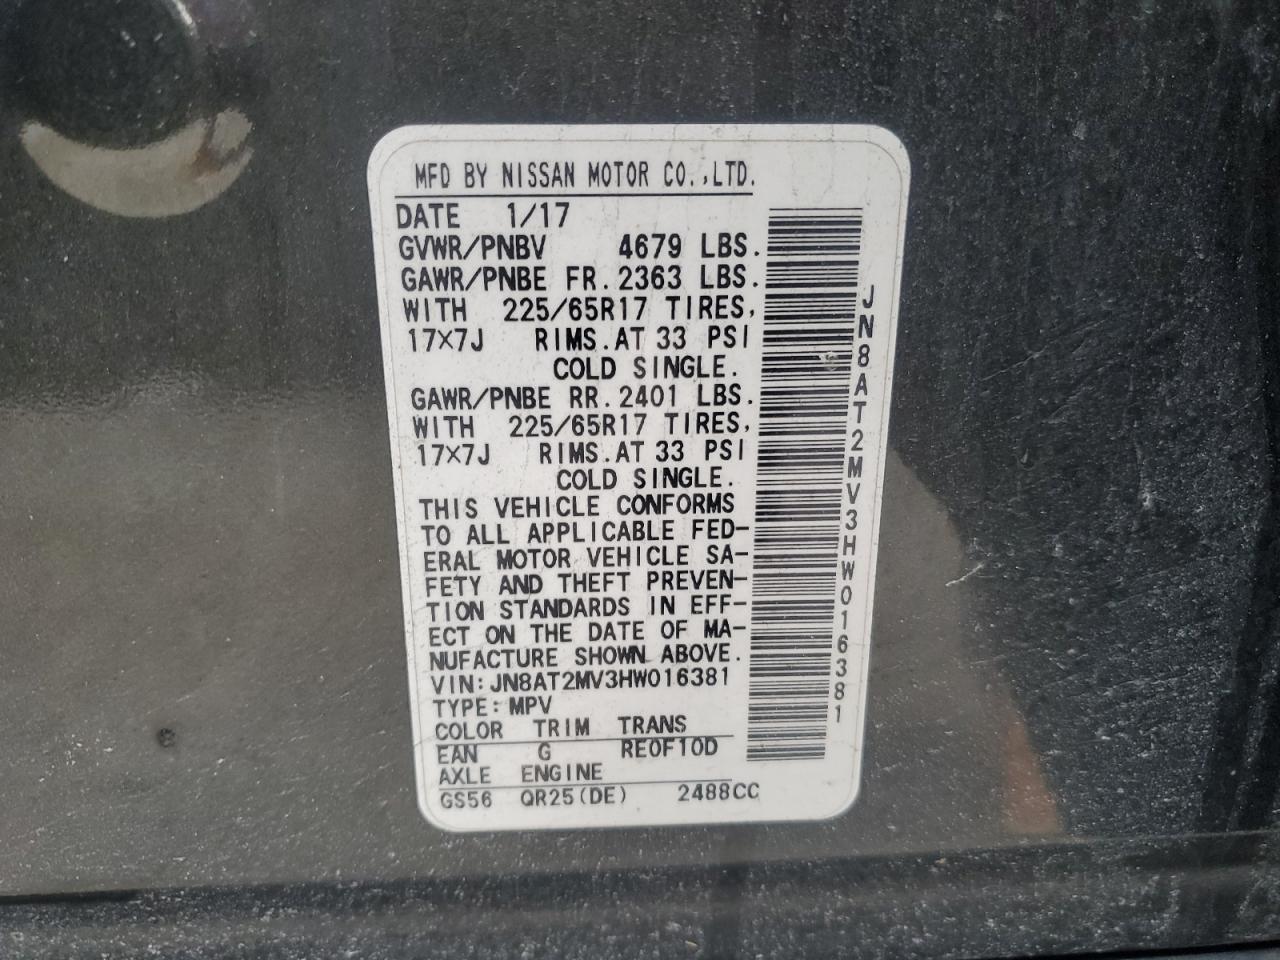 MFD BY NISSAN MOTOR CO.,LTD.
DATE 1/17
GVWR/PNBV 4679 LBS.
GAWR/PNBE FR. 2363 LBS.
WITH 225/65R17 TIRES,
17×7J RIMS.AT 33 PSI
COLD SINGLE.
GAWR/PNBE RR. 2401 LBS.
WITH 225/65R17 TIRES,
17×7J RIMS.AT 33 PSI
COLD SINGLE.
THIS VEHICLE CONFORMS
TO ALL APPLICABLE FED-
ERAL MOTOR VEHICLE SA-
FETY AND THEFT PREVEN-
TION STANDARDS IN EFF-
ECT ON THE DATE OF MA-
NUFACTURE SHOWN ABOVE.
VIN: JN8AT2MV3HW016381
TYPE: MPV
COLOR TRIM TRANS
EAN G RE0F10D
AXLE ENGINE
GS56 QR25(DE) 2488CC
JN8AT2MV3HW016381